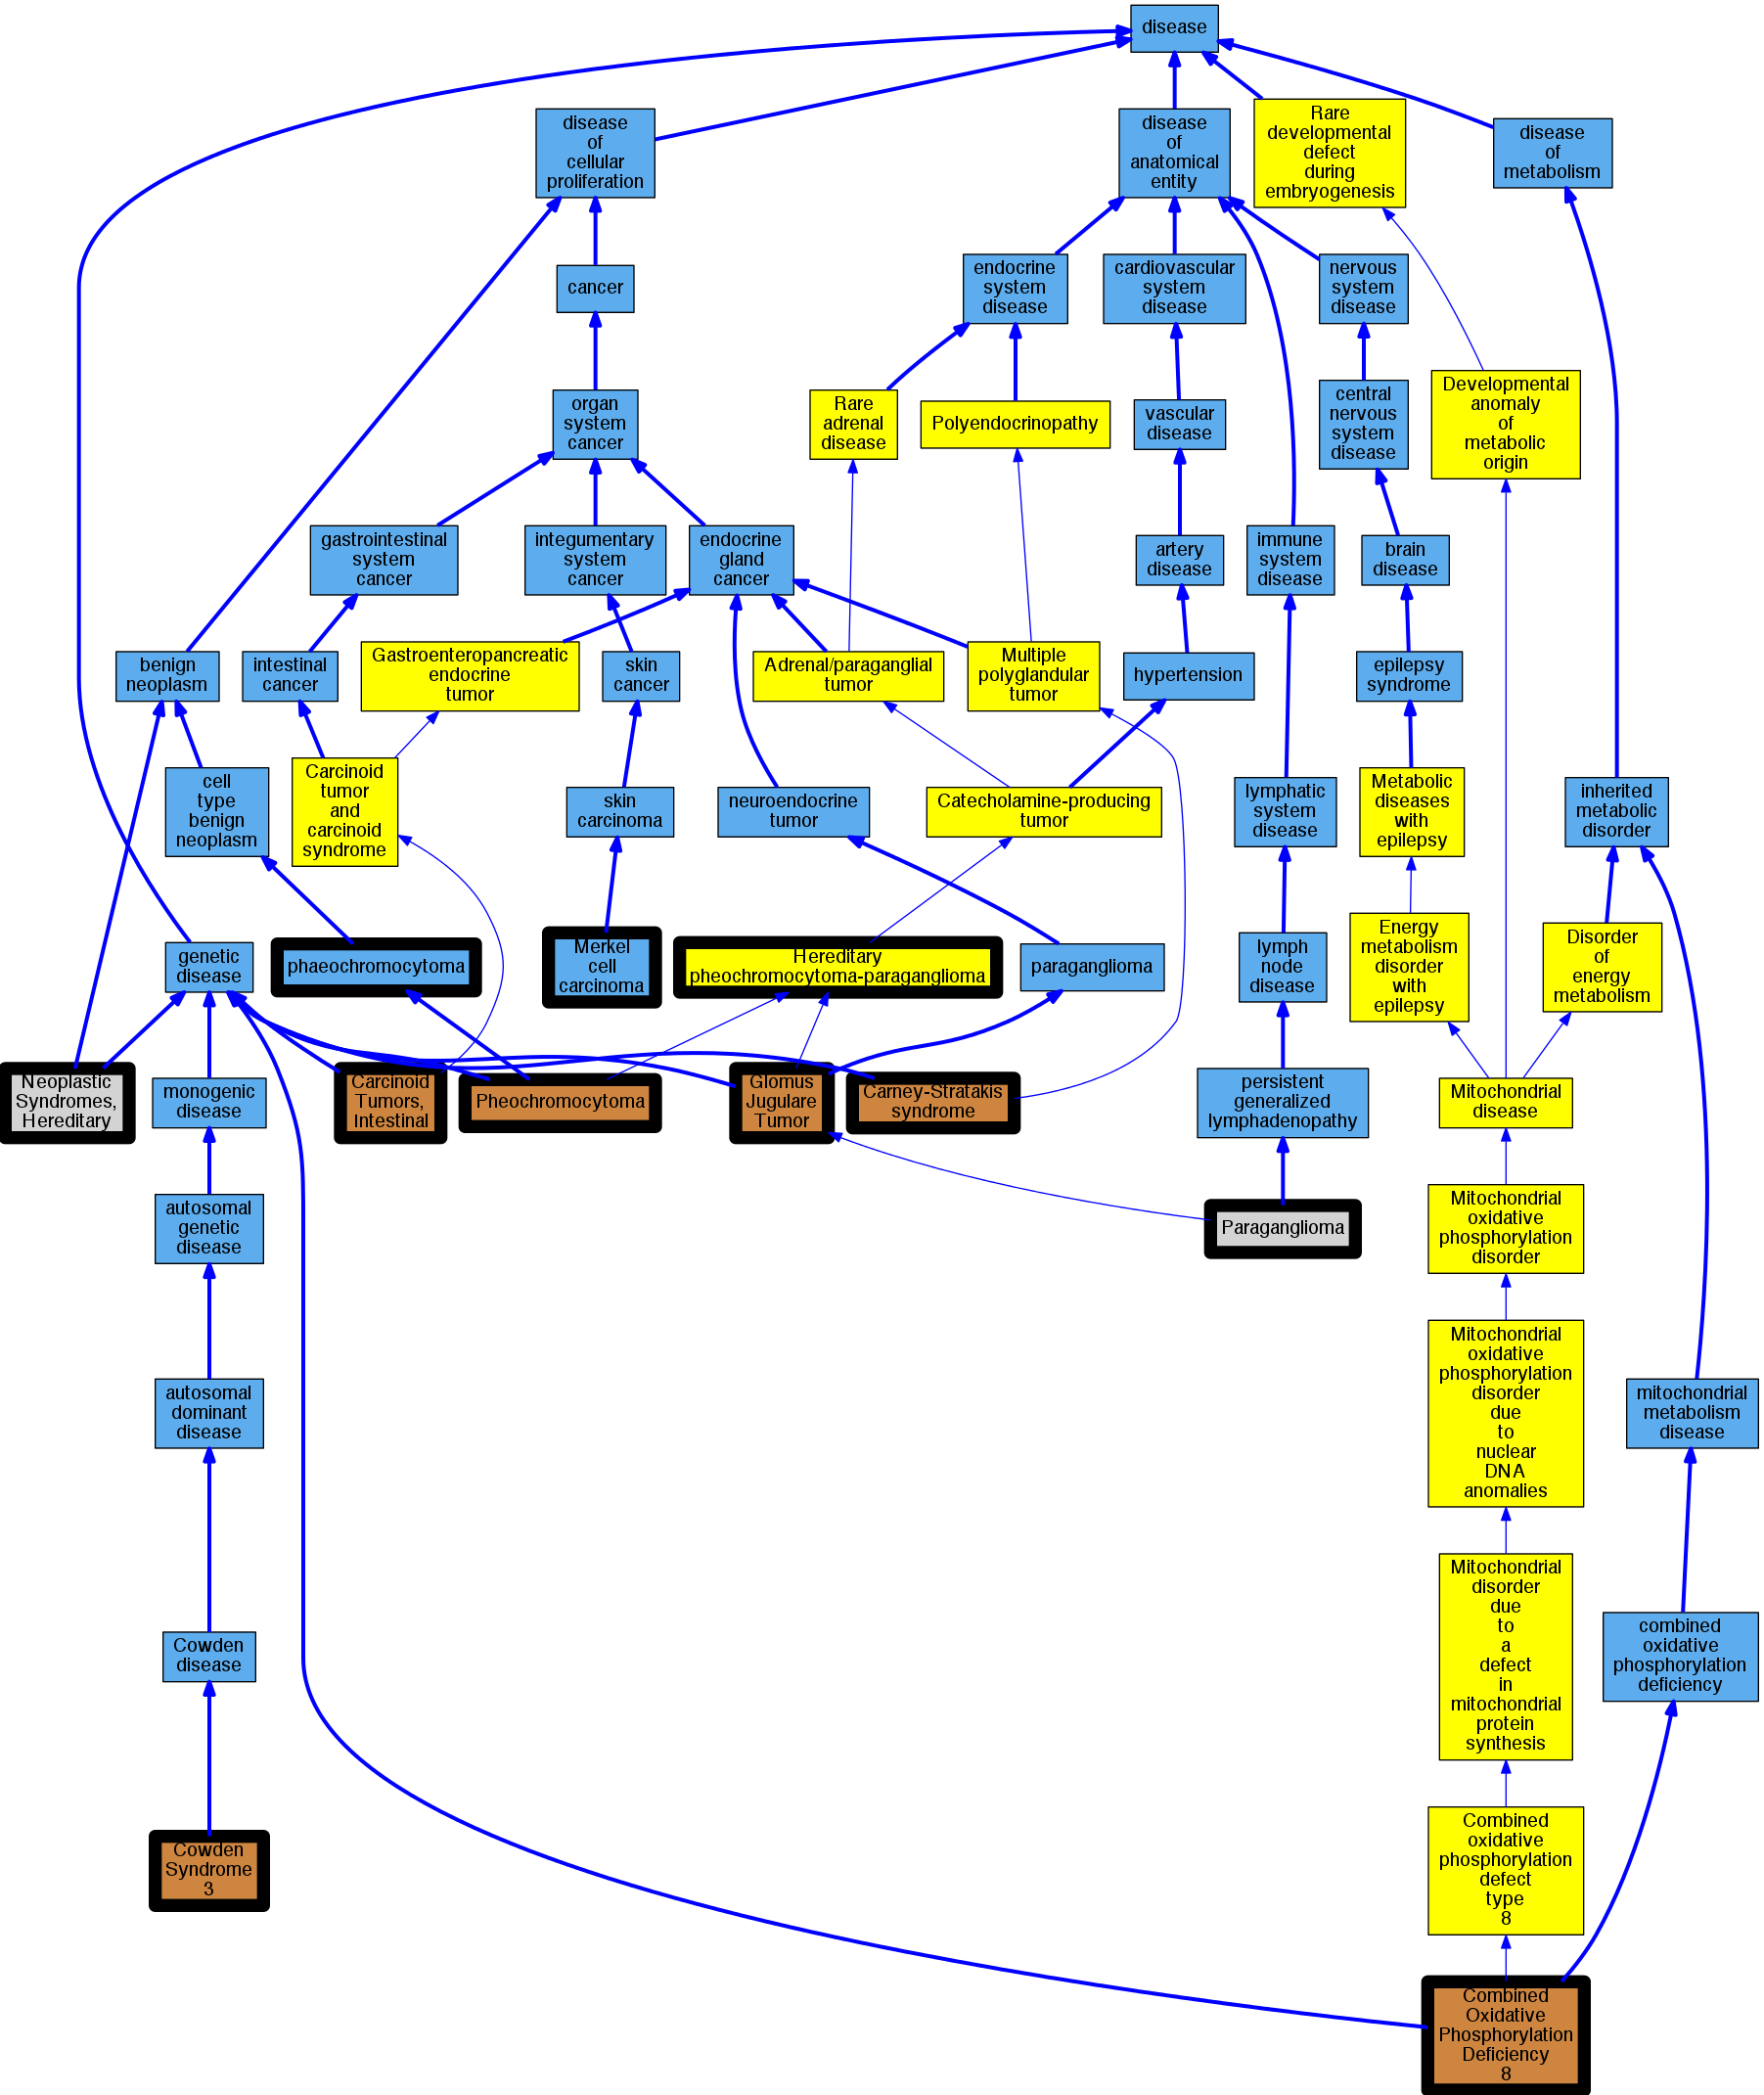 disease
disease
of
cellular
proliferation
disease
of
anatomical
entity
Rare
developmental
defect
during
embryogenesis
disease
of
metabolism
cancer
endocrine
system
disease
cardiovascular
system
disease
nervous
system
disease
organ
system
cancer
Rare
adrenal
disease
Polyendocrinopathy
vascular
disease
central
nervous
system
disease
Developmental
anomaly
of
metabolic
origin
gastrointestinal
system
cancer
integumentary
system
cancer
endocrine
gland
cancer
artery
disease
immune
system
disease
brain
disease
benign
neoplasm
intestinal
cancer
Gastroenteropancreatic
endocrine
tumor
skin
cancer
Adrenal/paraganglial
tumor
Multiple
polyglandular
tumor
hypertension
epilepsy
syndrome
cell
type
benign
neoplasm
Carcinoid
tumor
and
carcinoid
syndrome
skin
carcinoma
neuroendocrine
tumor
Catecholamine-producing
tumor
lymphatic
system
disease
Metabolic
diseases
with
epilepsy
inherited
metabolic
disorder
genetic
disease
phaeochromocytoma
Merkel
cell
carcinoma
Hereditary
pheochromocytoma-paraganglioma
paraganglioma
lymph
node
disease
Energy
metabolism
disorder
with
epilepsy
Disorder
of
energy
metabolism
Neoplastic
Syndromes,
Hereditary
monogenic
disease
Carcinoid
Tumors,
Intestinal
Pheochromocytoma
Glomus
Jugulare
Tumor
Carney-Stratakis
syndrome
persistent
generalized
lymphadenopathy
Mitochondrial
disease
autosomal
genetic
disease
Paraganglioma
Mitochondrial
oxidative
phosphorylation
disorder
autosomal
dominant
disease
Mitochondrial
oxidative
phosphorylation
disorder
due
to
nuclear
DNA
anomalies
mitochondrial
metabolism
disease
Cowden
disease
Mitochondrial
disorder
due
to
a
defect
in
mitochondrial
protein
synthesis
combined
oxidative
phosphorylation
deficiency
Cowden
Syndrome
3
Combined
oxidative
phosphorylation
defect
type
8
Combined
Oxidative
Phosphorylation
Deficiency
8